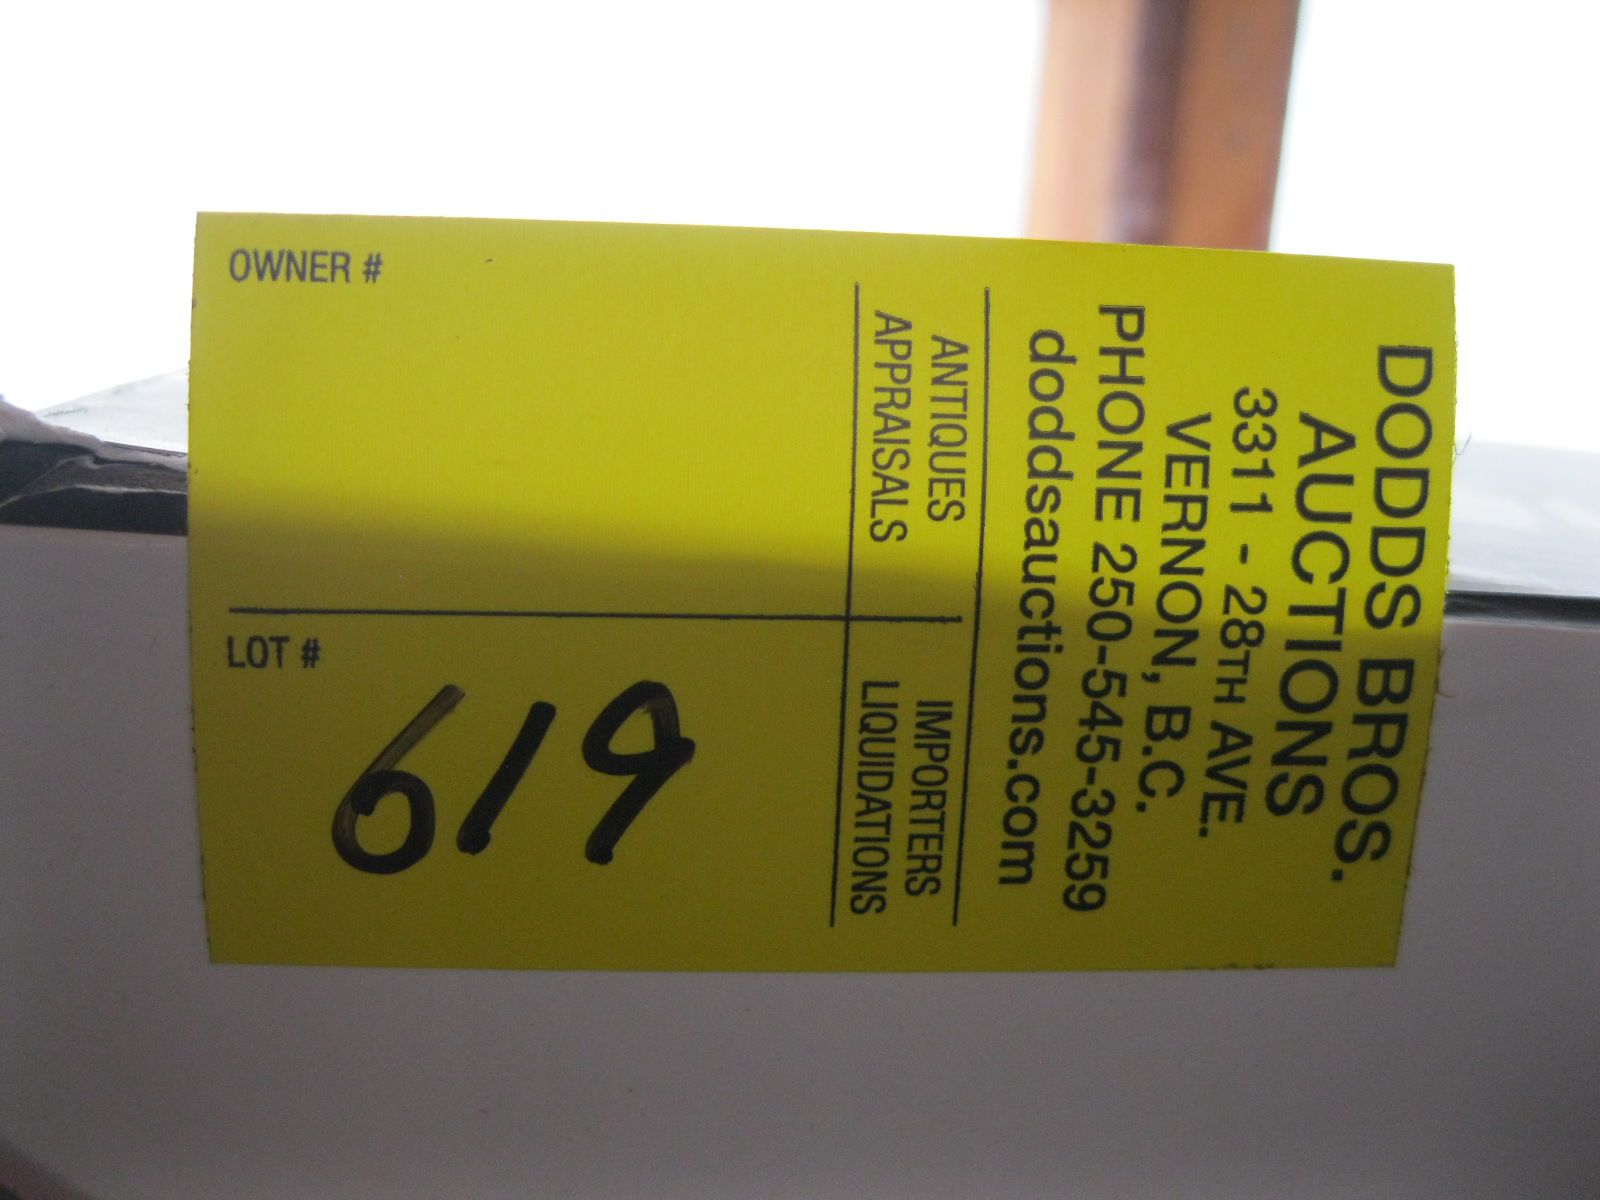 DODDS BROS.
AUCTIONS
3311 - 28TH AVE.
VERNON, B.C.
PHONE 250-545-3259
doddsauctions.com
ANTIQUES
APPRAISALS
IMPORTERS
LIQUIDATIONS
OWNER #
LOT #
619